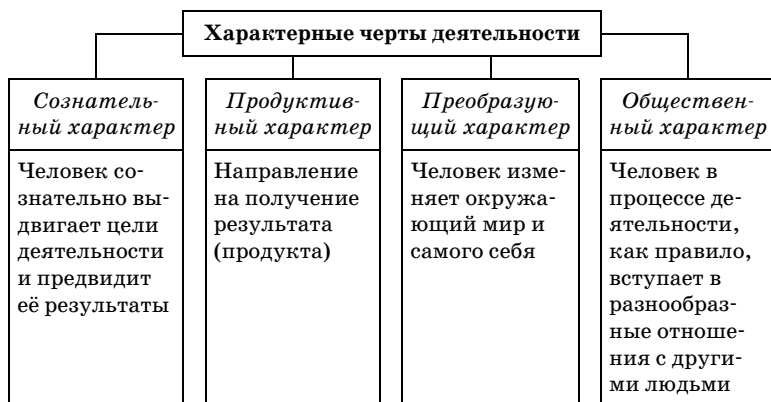 Характерные черты деятельности
Сознатель-
ный характер
Человек со-
знательно вы-
двигает цели
деятельности
и предвидит
её результаты
Продуктив-
ный характер
Направление
на получение
результата
(продукта)
Преобразую-
щий характер
Человек изме-
няет окружа-
ющий мир и
самого себя
Обществен-
ный характер
Человек в
процессе де-
ятельности,
как правило,
вступает в
разнообраз-
ные отноше-
ния с други-
ми людьми